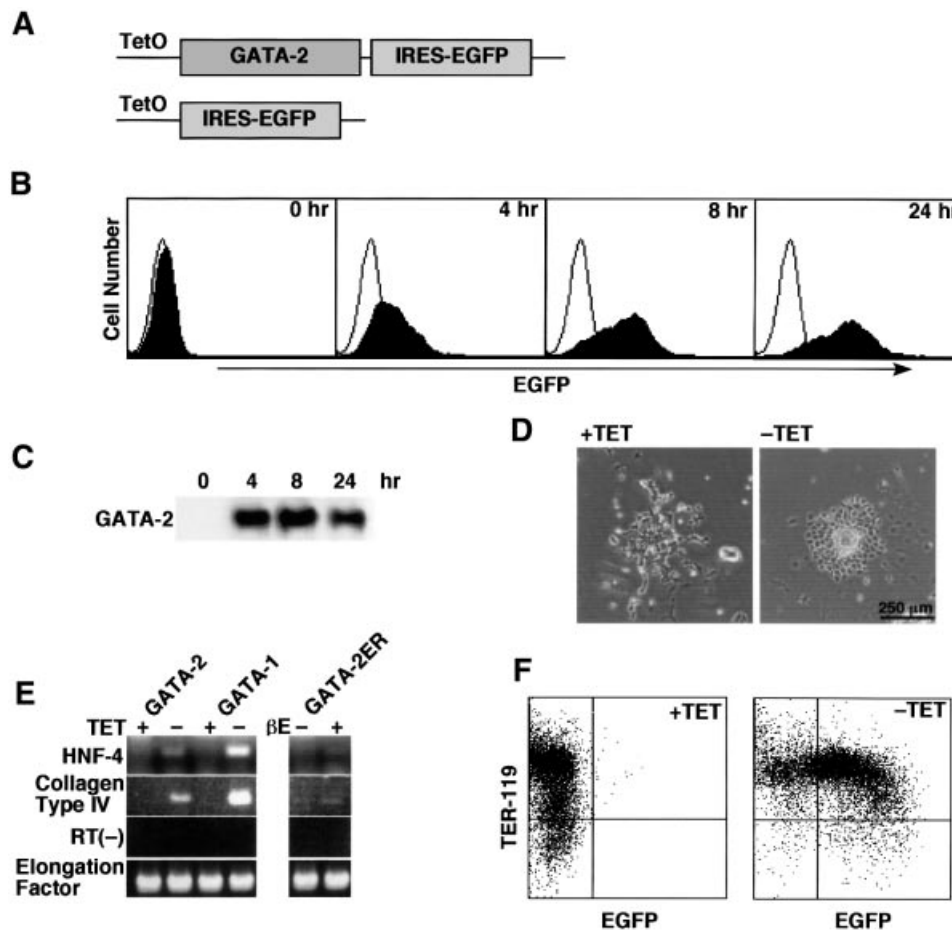 A
TetO
GATA-2
IRES-EGFP
TetO
IRES-EGFP
B
Cell Number
0 hr
4 hr
8 hr
24 hr
EGFP
C
0 4 8 24 hr
GATA-2
D
+TET
–TET
250 µm
E
GATA-2 GATA-1 GATA-2ER
TET + – + – βE – +
HNF-4
Collagen
Type IV
RT(–)
Elongation
Factor
F
TER-119
+TET
–TET
EGFP
EGFP